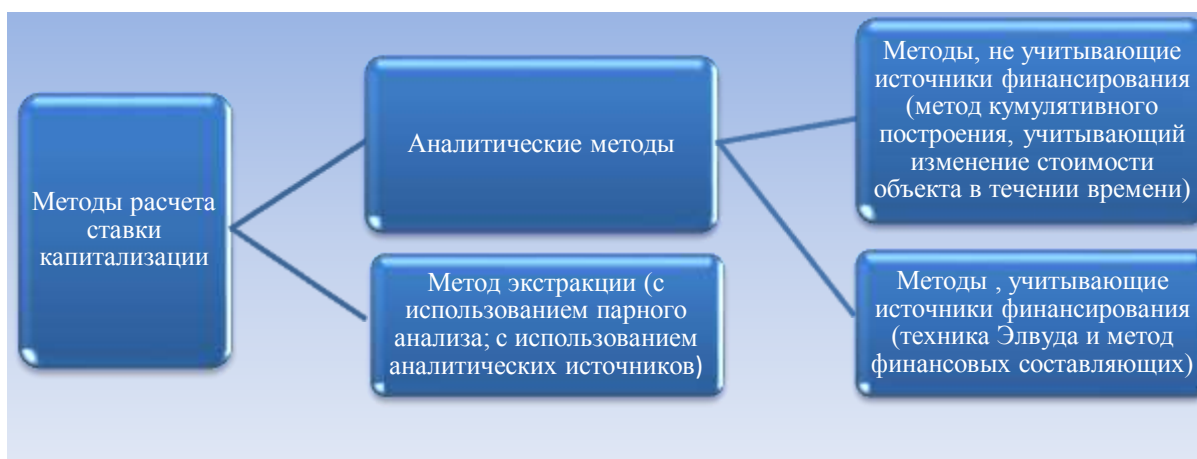 Методы расчета
ставки
капитализации
Аналитические методы
Метод экстракции (с
использованием парного
анализа; с использованием
аналитических источников)
Методы, не учитывающие
источники финансирования
(метод кумулятивного
построения, учитывающий
изменение стоимости
объекта в течении времени)
Методы , учитывающие
источники финансирования
(техника Элвуда и метод
финансовых составляющих)